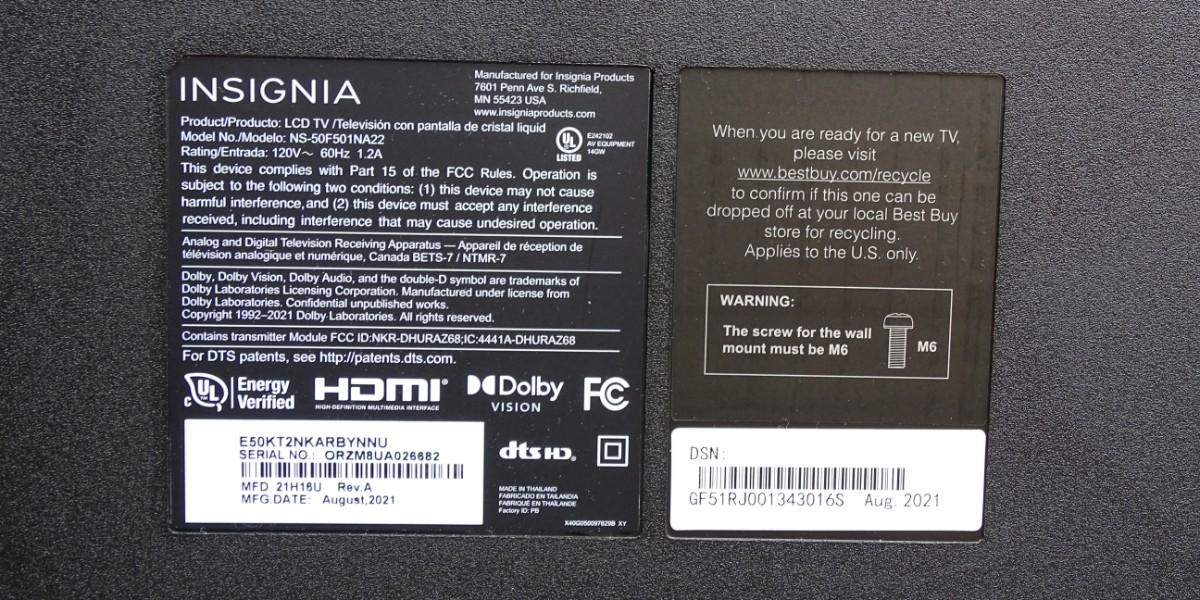 INSIGNIA
Manufactured for Insignia Products
7601 Penn Ave S. Richfield,
MN 55423 USA
www.insigniaproducts.com
Product/Producto: LCD TV /Televisión con pantalla de cristal liquid
Model No./Modelo: NS-50F501NA22
Rating/Entrada: 120V~ 60Hz 1.2A
UL
LISTED
E242102
AV EQUIPMENT
14GW
This device complies with Part 15 of the FCC Rules. Operation is
subject to the following two conditions: (1) this device may not cause
harmful interference, and (2) this device must accept any interference
received, including interference that may cause undesired operation.
Analog and Digital Television Receiving Apparatus — Appareil de réception de
télévision analogique et numérique, Canada BETS-7 / NTMR-7
Dolby, Dolby Vision, Dolby Audio, and the double-D symbol are trademarks of
Dolby Laboratories Licensing Corporation. Manufactured under license from
Dolby Laboratories. Confidential unpublished works.
Copyright 1992–2021 Dolby Laboratories. All rights reserved.
Contains transmitter Module FCC ID:NKR-DHURAZ68;IC:4441A-DHURAZ68
For DTS patents, see http://patents.dts.com.
c UL Energy
Verified
HDMI®
HIGH-DEFINITION MULTIMEDIA INTERFACE
Dolby
VISION
FC
E50KT2NKARBYNNU
SERIAL NO.: ORZM8UA026682
MFD 21H16U Rev.A
MFG.DATE: August,2021
dts HD.
MADE IN THAILAND
FABRICADO EN TAILANDIA
FABRIQUÉ EN THAÏLANDE
Factory ID: PB
X40G050097629B XY
When you are ready for a new TV,
please visit
www.bestbuy.com/recycle
to confirm if this one can be
dropped off at your local Best Buy
store for recycling.
Applies to the U.S. only.
WARNING:
The screw for the wall
mount must be M6
M6
DSN:
GF51RJ001343016S Aug. 2021